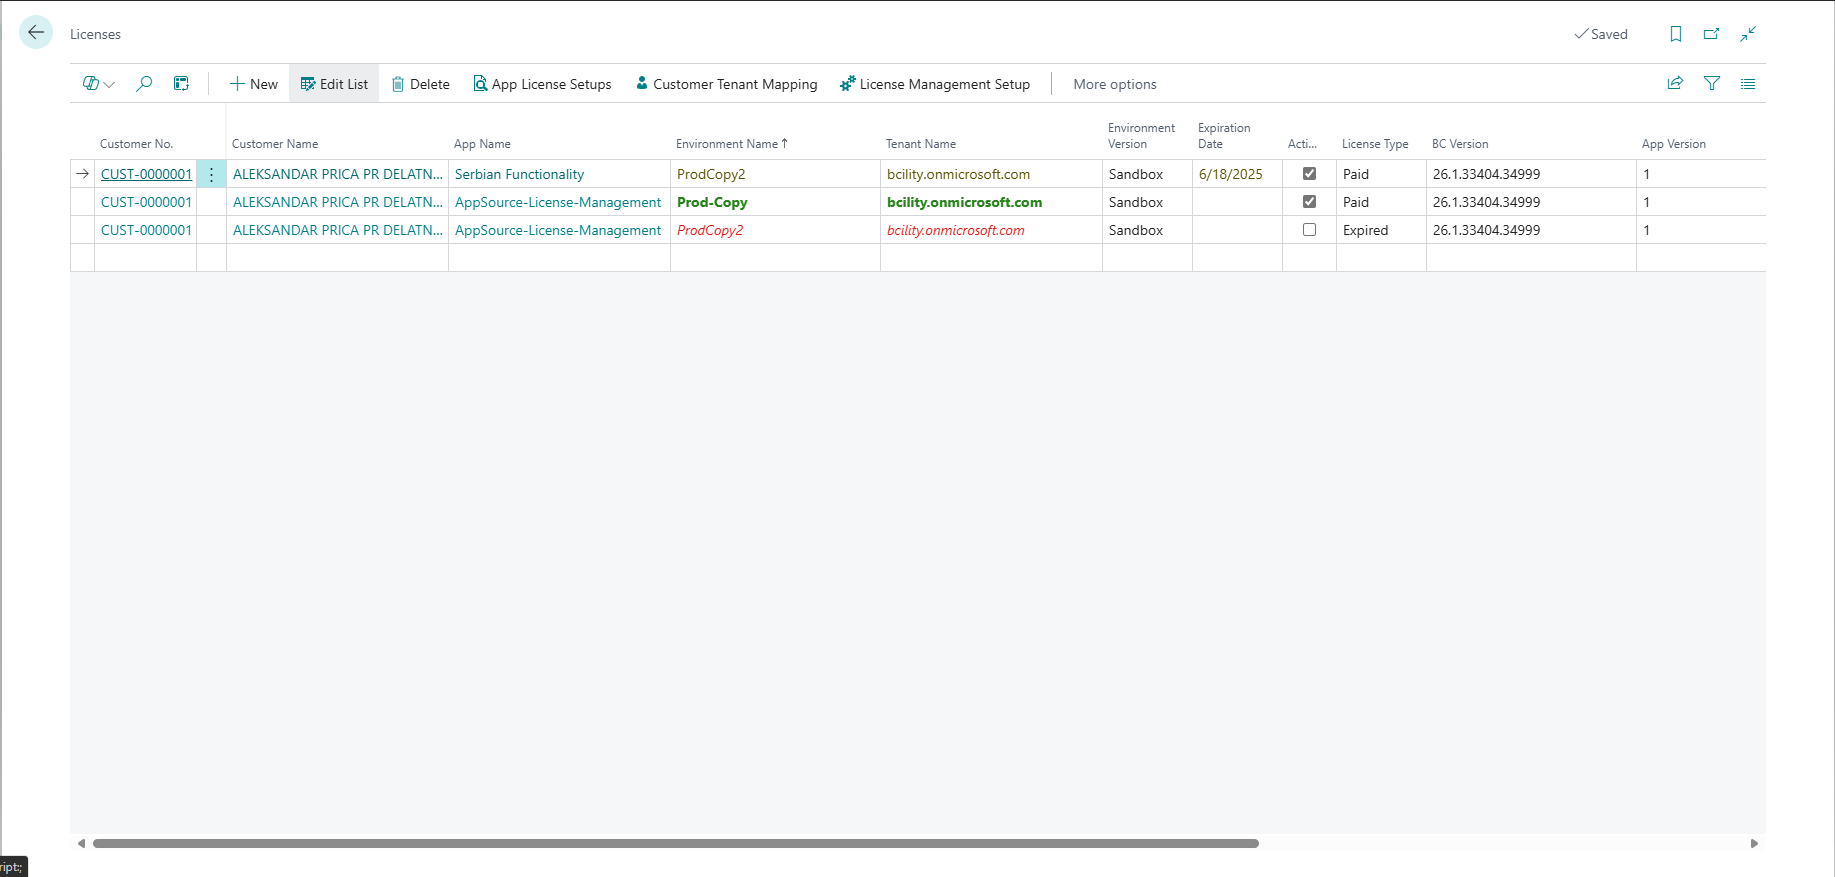 Licenses
Saved
New Edit List Delete App License Setups Customer Tenant Mapping License Management Setup More options
Customer No. Customer Name App Name Environment Name ↑ Tenant Name Environment Version Expiration Date Acti... License Type BC Version App Version
CUST-0000001 ALEKSANDAR PRICA PR DELATN... Serbian Functionality ProdCopy2 bcility.onmicrosoft.com Sandbox 6/18/2025 Paid 26.1.33404.34999 1
CUST-0000001 ALEKSANDAR PRICA PR DELATN... AppSource-License-Management Prod-Copy bcility.onmicrosoft.com Sandbox Paid 26.1.33404.34999 1
CUST-0000001 ALEKSANDAR PRICA PR DELATN... AppSource-License-Management ProdCopy2 bcility.onmicrosoft.com Sandbox Expired 26.1.33404.34999 1
ript:;